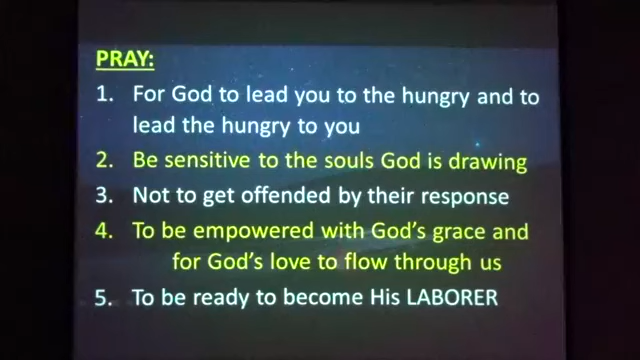 PRAY:
1. For God to lead you to the hungry and to
lead the hungry to you
2. Be sensitive to the souls God is drawing
3. Not to get offended by their response
4. To be empowered with God's grace and
for God's love to flow through us
5. To be ready to become His LABORER